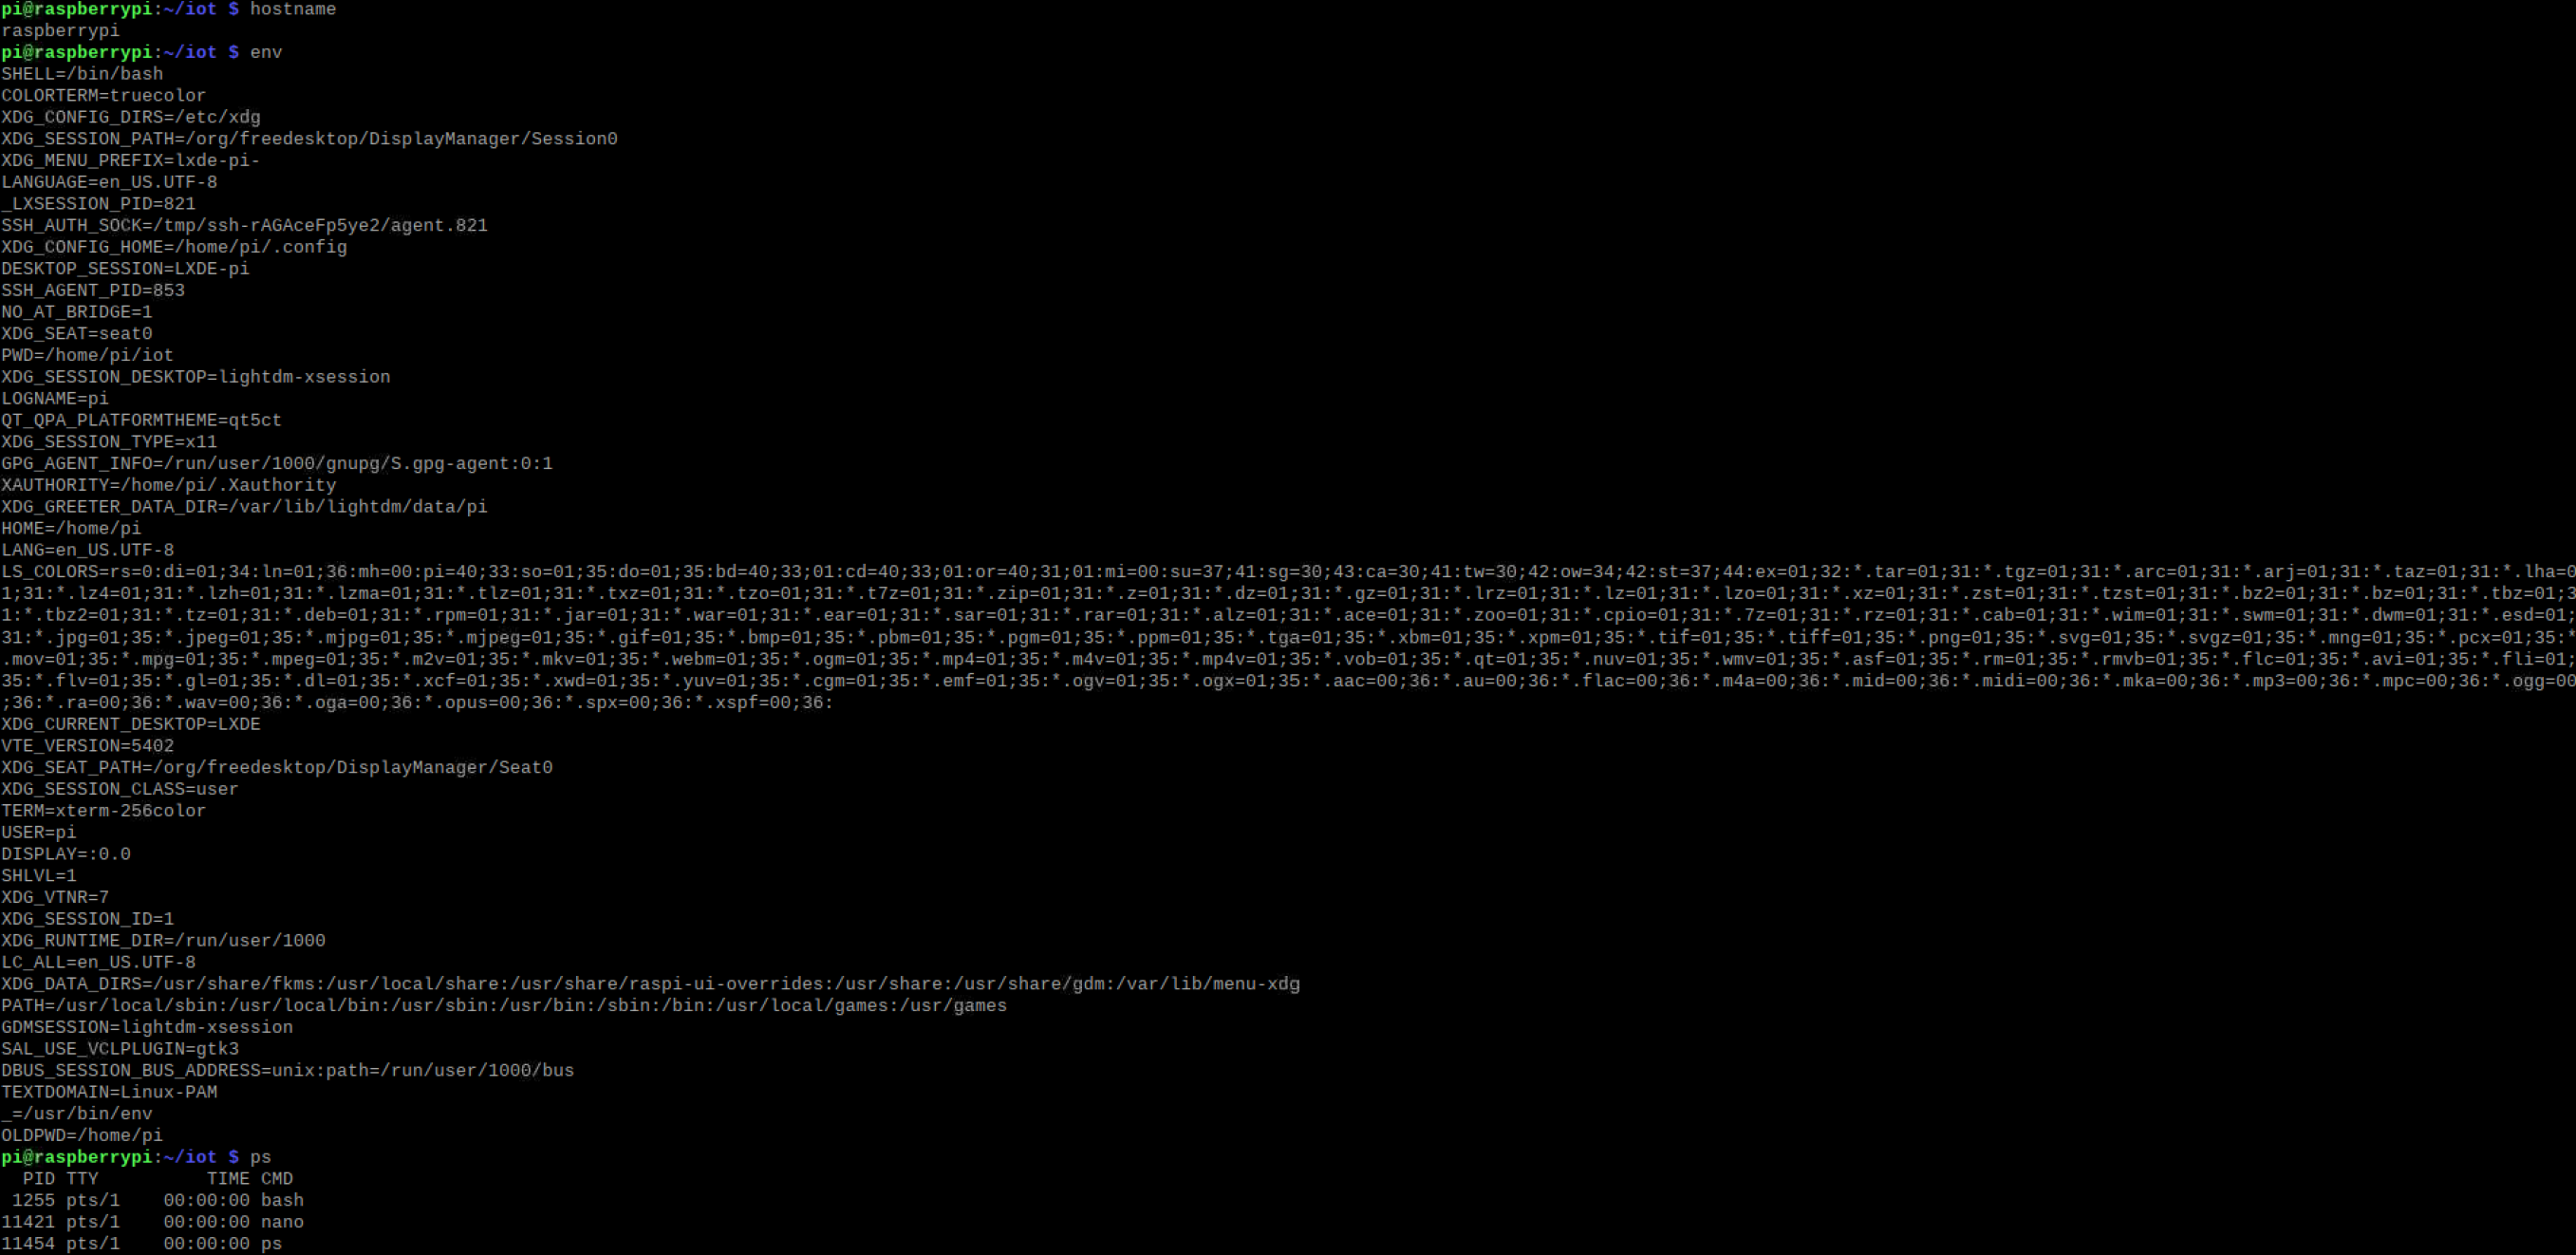 pi@raspberrypi:~/iot $ hostname
raspberrypi
pi@raspberrypi:~/iot $ env
SHELL=/bin/bash
COLORTERM=truecolor
XDG_CONFIG_DIRS=/etc/xdg
XDG_SESSION_PATH=/org/freedesktop/DisplayManager/Session0
XDG_MENU_PREFIX=lxde-pi-
LANGUAGE=en_US.UTF-8
_LXSESSION_PID=821
SSH_AUTH_SOCK=/tmp/ssh-rAGAceFp5ye2/agent.821
XDG_CONFIG_HOME=/home/pi/.config
DESKTOP_SESSION=LXDE-pi
SSH_AGENT_PID=853
NO_AT_BRIDGE=1
XDG_SEAT=seat0
PWD=/home/pi/iot
XDG_SESSION_DESKTOP=lightdm-xsession
LOGNAME=pi
QT_QPA_PLATFORMTHEME=qt5ct
XDG_SESSION_TYPE=x11
GPG_AGENT_INFO=/run/user/1000/gnupg/S.gpg-agent:0:1
XAUTHORITY=/home/pi/.Xauthority
XDG_GREETER_DATA_DIR=/var/lib/lightdm/data/pi
HOME=/home/pi
LANG=en_US.UTF-8
LS_COLORS=rs=0:di=01;34:ln=01;36:mh=00:pi=40;33:so=01;35:do=01;35:bd=40;33;01:cd=40;33;01:or=40;31;01:mi=00:su=37;41:sg=30;43:ca=30;41:tw=30;42:ow=34;42:st=37;44:ex=01;32:*.tar=01;31:*.tgz=01;31:*.arc=01;31:*.arj=01;31:*.taz=01;31:*.lha=0
1;31:*.lz4=01;31:*.lzh=01;31:*.lzma=01;31:*.tlz=01;31:*.txz=01;31:*.tzo=01;31:*.t7z=01;31:*.zip=01;31:*.z=01;31:*.dz=01;31:*.gz=01;31:*.lrz=01;31:*.lz=01;31:*.lzo=01;31:*.xz=01;31:*.zst=01;31:*.tzst=01;31:*.bz2=01;31:*.bz=01;31:*.tbz=01;3
1:*.tbz2=01;31:*.tz=01;31:*.deb=01;31:*.rpm=01;31:*.jar=01;31:*.war=01;31:*.ear=01;31:*.sar=01;31:*.rar=01;31:*.alz=01;31:*.ace=01;31:*.zoo=01;31:*.cpio=01;31:*.7z=01;31:*.rz=01;31:*.cab=01;31:*.wim=01;31:*.swm=01;31:*.dwm=01;31:*.esd=01;
31:*.jpg=01;35:*.jpeg=01;35:*.mjpg=01;35:*.mjpeg=01;35:*.gif=01;35:*.bmp=01;35:*.pbm=01;35:*.pgm=01;35:*.ppm=01;35:*.tga=01;35:*.xbm=01;35:*.xpm=01;35:*.tif=01;35:*.tiff=01;35:*.png=01;35:*.svg=01;35:*.svgz=01;35:*.mng=01;35:*.pcx=01;35:*
.mov=01;35:*.mpg=01;35:*.mpeg=01;35:*.m2v=01;35:*.mkv=01;35:*.webm=01;35:*.ogm=01;35:*.mp4=01;35:*.m4v=01;35:*.mp4v=01;35:*.vob=01;35:*.qt=01;35:*.nuv=01;35:*.wmv=01;35:*.asf=01;35:*.rm=01;35:*.rmvb=01;35:*.flc=01;35:*.avi=01;35:*.fli=01;
35:*.flv=01;35:*.gl=01;35:*.dl=01;35:*.xcf=01;35:*.xwd=01;35:*.yuv=01;35:*.cgm=01;35:*.emf=01;35:*.ogv=01;35:*.ogx=01;35:*.aac=00;36:*.au=00;36:*.flac=00;36:*.m4a=00;36:*.mid=00;36:*.midi=00;36:*.mka=00;36:*.mp3=00;36:*.mpc=00;36:*.ogg=00
;36:*.ra=00;36:*.wav=00;36:*.oga=00;36:*.opus=00;36:*.spx=00;36:*.xspf=00;36:
XDG_CURRENT_DESKTOP=LXDE
VTE_VERSION=5402
XDG_SEAT_PATH=/org/freedesktop/DisplayManager/Seat0
XDG_SESSION_CLASS=user
TERM=xterm-256color
USER=pi
DISPLAY=:0.0
SHLVL=1
XDG_VTNR=7
XDG_SESSION_ID=1
XDG_RUNTIME_DIR=/run/user/1000
LC_ALL=en_US.UTF-8
XDG_DATA_DIRS=/usr/share/fkms:/usr/local/share:/usr/share/raspi-ui-overrides:/usr/share:/usr/share/gdm:/var/lib/menu-xdg
PATH=/usr/local/sbin:/usr/local/bin:/usr/sbin:/usr/bin:/sbin:/bin:/usr/local/games:/usr/games
GDMSESSION=lightdm-xsession
SAL_USE_VCLPLUGIN=gtk3
DBUS_SESSION_BUS_ADDRESS=unix:path=/run/user/1000/bus
TEXTDOMAIN=Linux-PAM
_=/usr/bin/env
OLDPWD=/home/pi
pi@raspberrypi:~/iot $ ps
  PID TTY          TIME CMD
 1255 pts/1    00:00:00 bash
11421 pts/1    00:00:00 nano
11454 pts/1    00:00:00 ps